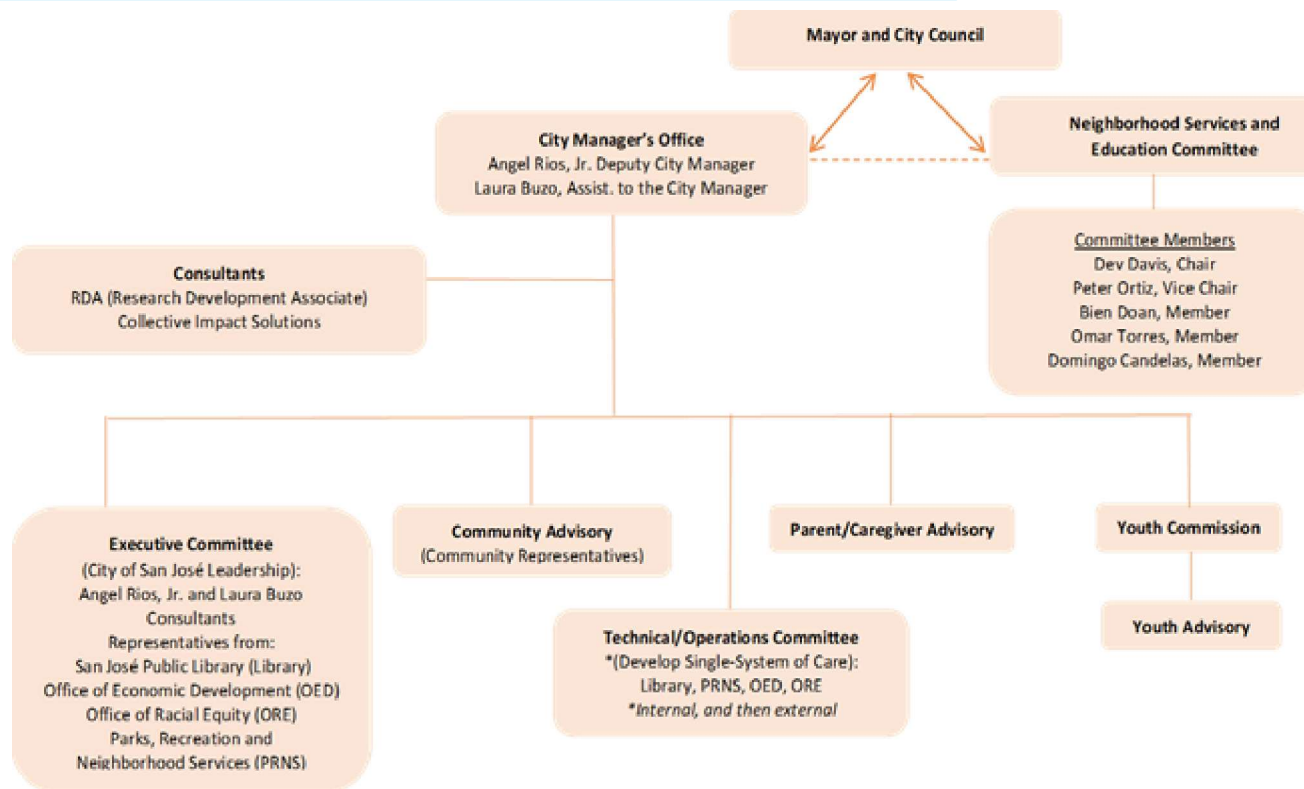 Mayor and City Council
City Manager's Office
Angel Rios, Jr. Deputy City Manager
Laura Buzo, Assist. to the City Manager
Neighborhood Services and
Education Committee
Committee Members
Dev Davis, Chair
Peter Ortiz, Vice Chair
Bien Doan, Member
Omar Torres, Member
Domingo Candelas, Member
Consultants
RDA (Research Development Associate)
Collective Impact Solutions
Executive Committee
(City of San José Leadership):
Angel Rios, Jr. and Laura Buzo
Consultants
Representatives from:
San José Public Library (Library)
Office of Economic Development (OED)
Office of Racial Equity (ORE)
Parks, Recreation and
Neighborhood Services (PRNS)
Community Advisory
(Community Representatives)
Technical/Operations Committee
*(Develop Single-System of Care):
Library, PRNS, OED, ORE
*Internal, and then external
Parent/Caregiver Advisory
Youth Commission
Youth Advisory